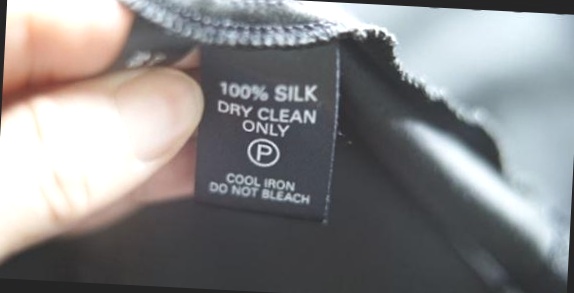 100% SILK
DRY CLEAN
ONLY
P
COOL IRON
DO NOT BLEACH